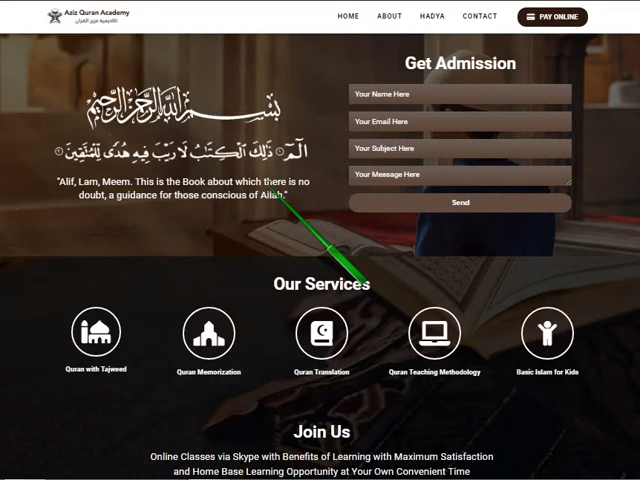 Aziz Quran Academy
اكاديمية عزيز القرآن
HOME ABOUT HADYA CONTACT PAY ONLINE
Get Admission
بِسْمِ اللَّهِ الرَّحْمَٰنِ الرَّحِيمِ
الٓمٓ ۝١ ذَٰلِكَ ٱلْكِتَٰبُ لَا رَيْبَ فِيهِ هُدًى لِّلْمُتَّقِينَ ۝٢
"Alif, Lam, Meem. This is the Book about which there is no
doubt, a guidance for those conscious of Allah."
Your Name Here
Your Email Here
Your Subject Here
Your Message Here
Send
Our Services
Quran with Tajweed
Quran Memorization
Quran Translation
Quran Teaching Methodology
Basic Islam for Kids
Join Us
Online Classes via Skype with Benefits of Learning with Maximum Satisfaction
and Home Base Learning Opportunity at Your Own Convenient Time